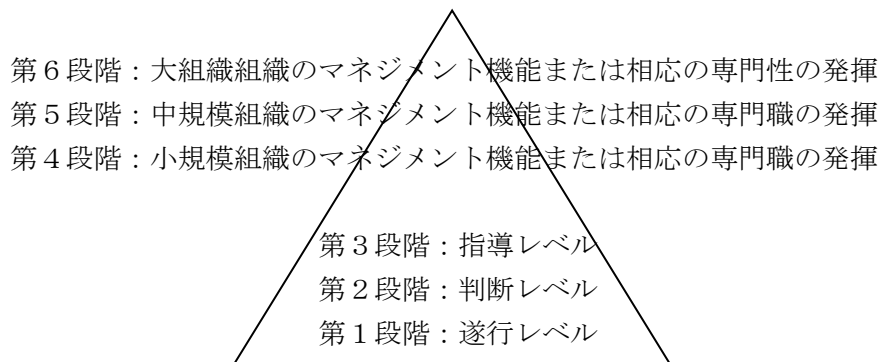 第６段階：大組織組織のマネジメント機能または相応の専門性の発揮
第５段階：中規模組織のマネジメント機能または相応の専門職の発揮
第４段階：小規模組織のマネジメント機能または相応の専門職の発揮
第３段階：指導レベル
第２段階：判断レベル
第１段階：遂行レベル